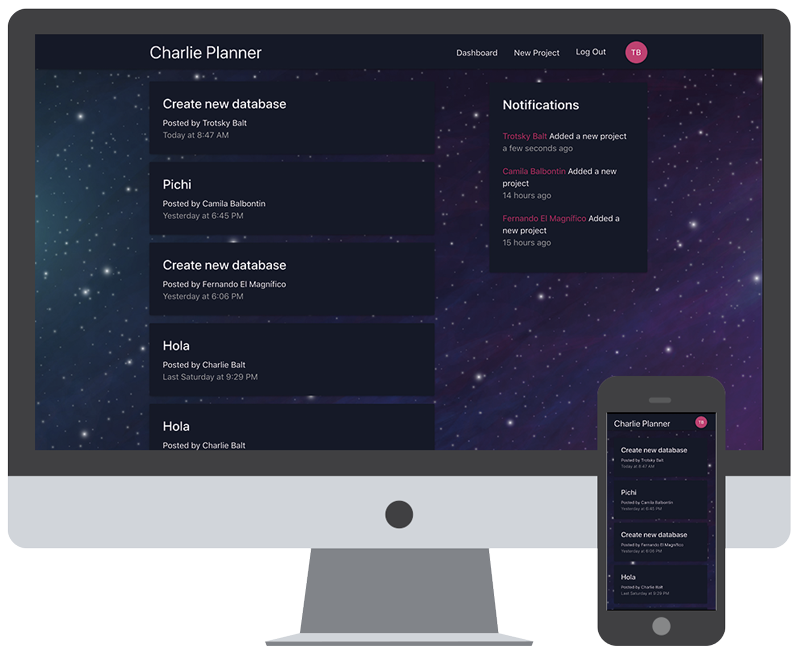 Charlie Planner
Dashboard New Project Log Out TB
Create new database
Posted by Trotsky Balt
Today at 8:47 AM
Pichi
Posted by Camila Balbontin
Yesterday at 6:45 PM
Create new database
Posted by Fernando El Magnífico
Yesterday at 6:06 PM
Hola
Posted by Charlie Balt
Last Saturday at 9:29 PM
Hola
Posted by Charlie Balt
Notifications
Trotsky Balt Added a new project
a few seconds ago
Camila Balbontin Added a new
project
14 hours ago
Fernando El Magnífico Added a
new project
15 hours ago
Charlie Planner TB
Create new database
Posted by Trotsky Balt
Today at 8:47 AM
Pichi
Posted by Camila Balbontin
Yesterday at 6:45 PM
Create new database
Posted by Fernando El Magnífico
Yesterday at 6:06 PM
Hola
Posted by Charlie Balt
Last Saturday at 9:29 PM